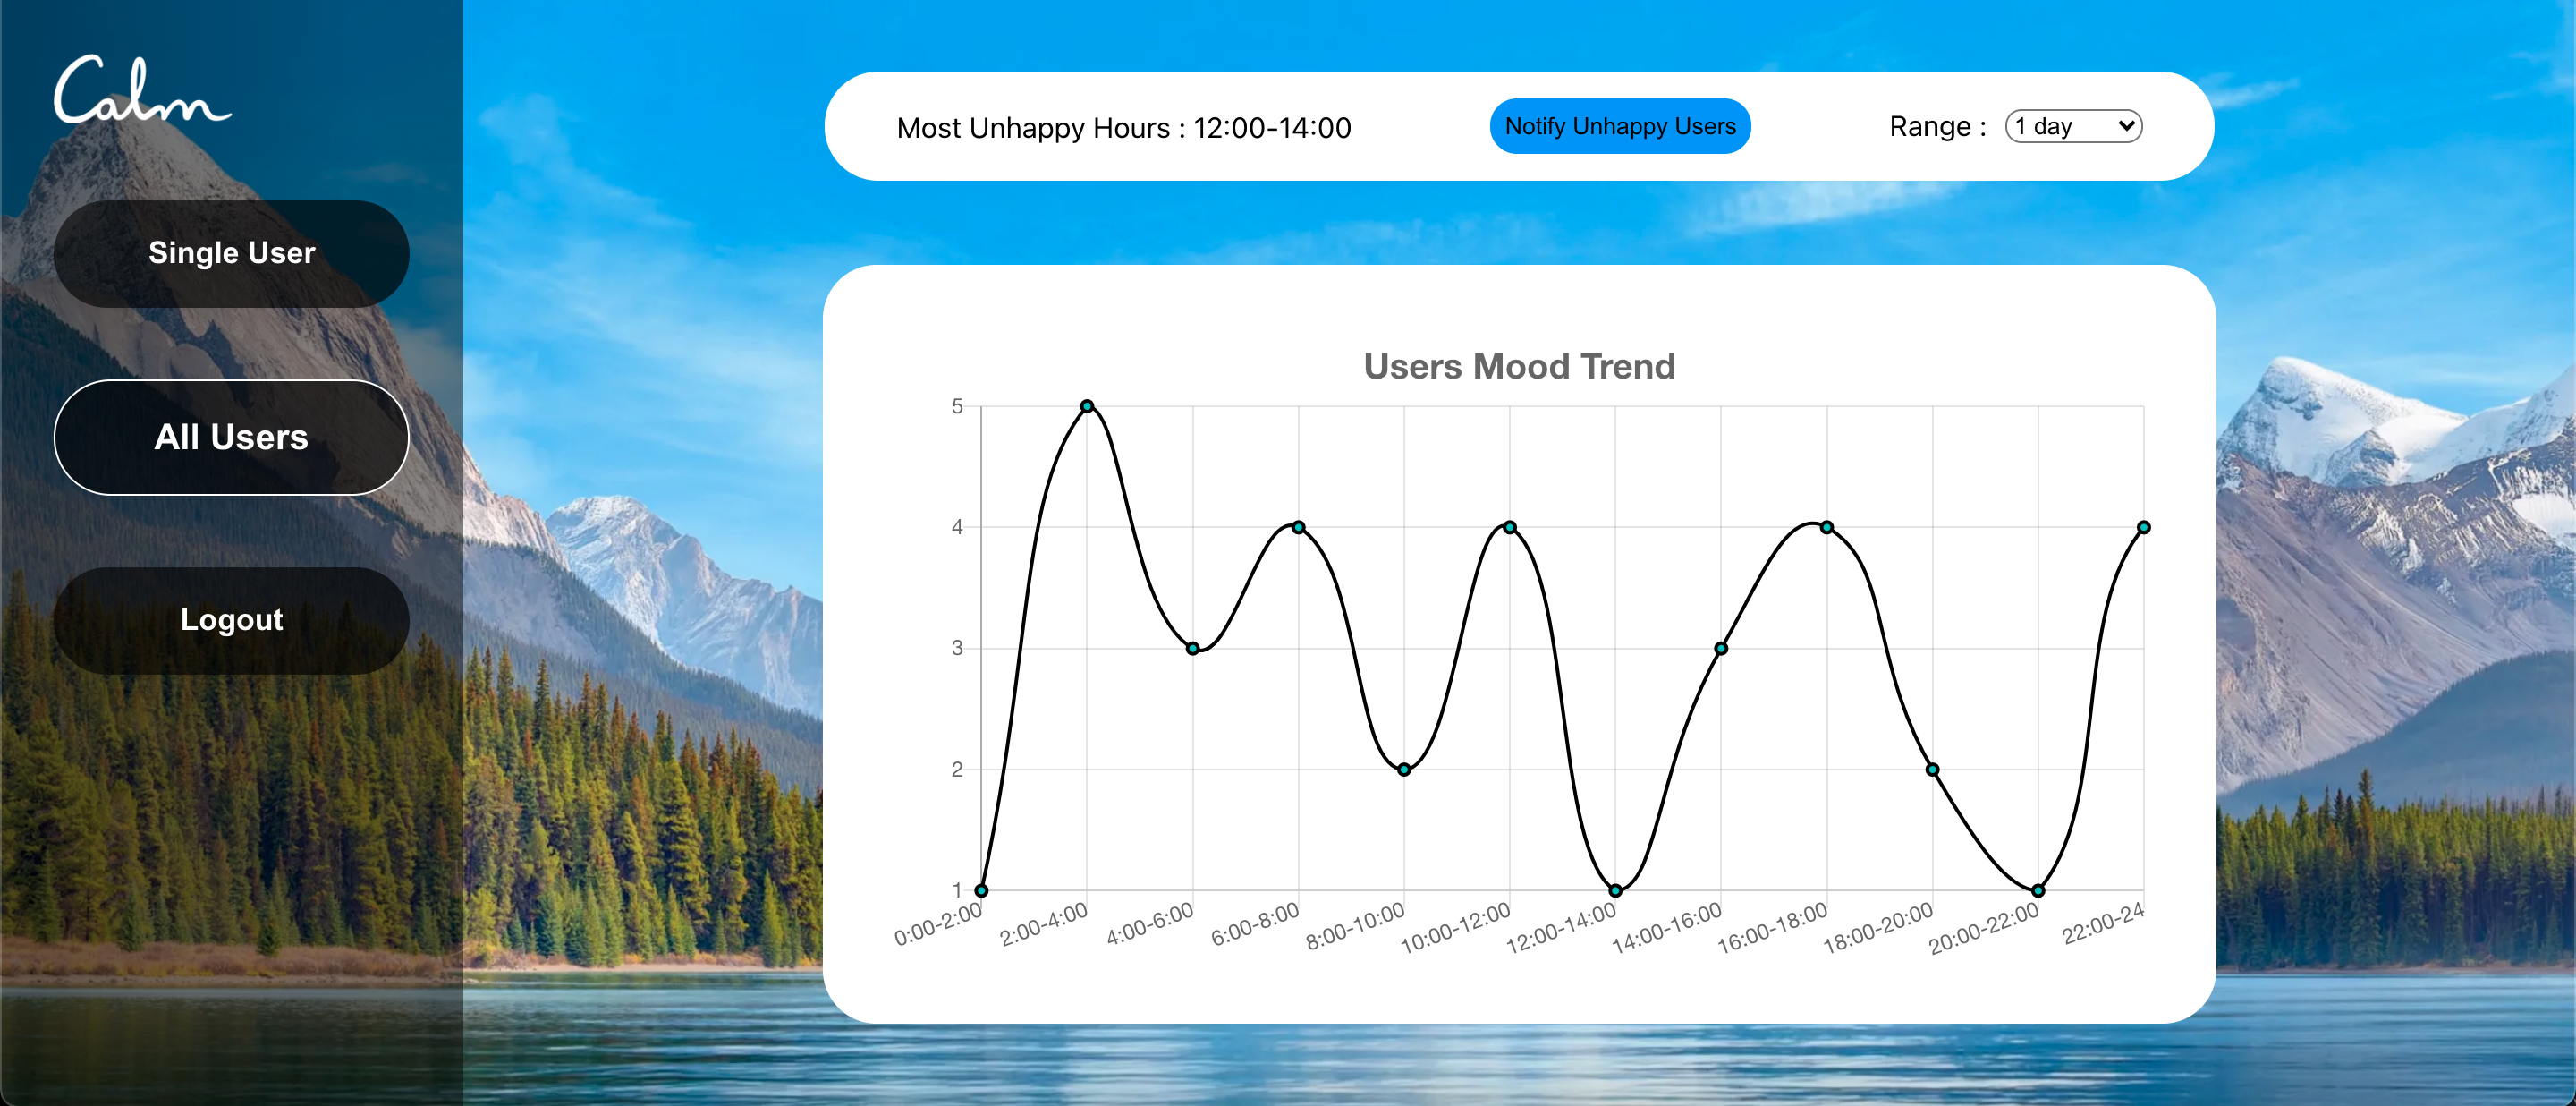 Calm
Single User
All Users
Logout
Most Unhappy Hours : 12:00-14:00
Notify Unhappy Users
Range :
1 day
Users Mood Trend
5
4
3
2
1
0:00-2:00
2:00-4:00
4:00-6:00
6:00-8:00
8:00-10:00
10:00-12:00
12:00-14:00
14:00-16:00
16:00-18:00
18:00-20:00
20:00-22:00
22:00-24